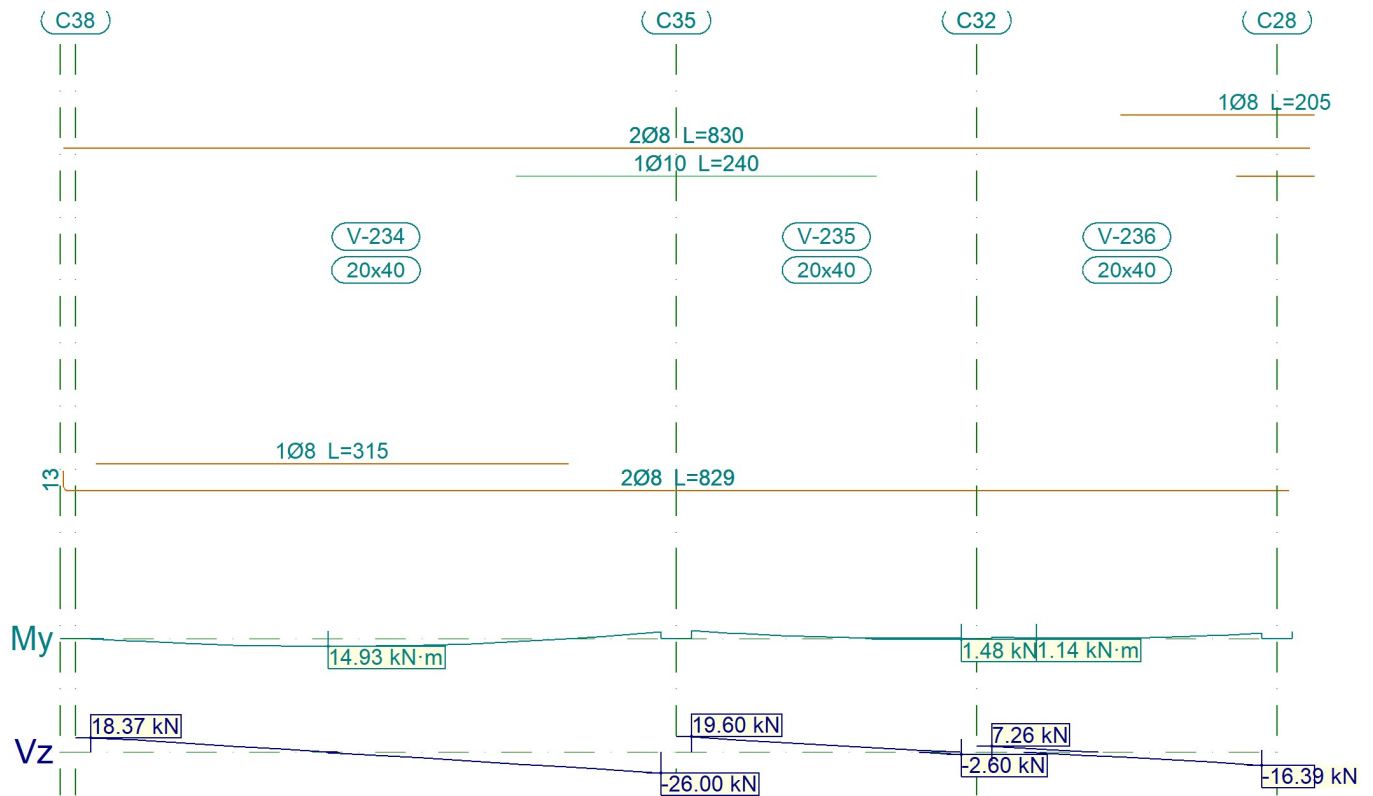 C38 C35 C32 C28
1Ø8 L=205
2Ø8 L=830
1Ø10 L=240
V-234 V-235 V-236
20x40 20x40 20x40
1Ø8 L=315
13
2Ø8 L=829
My
14.93 kN·m 1.48 kN 1.14 kN·m
18.37 kN 19.60 kN 7.26 kN
Vz
-26.00 kN -2.60 kN -16.39 kN